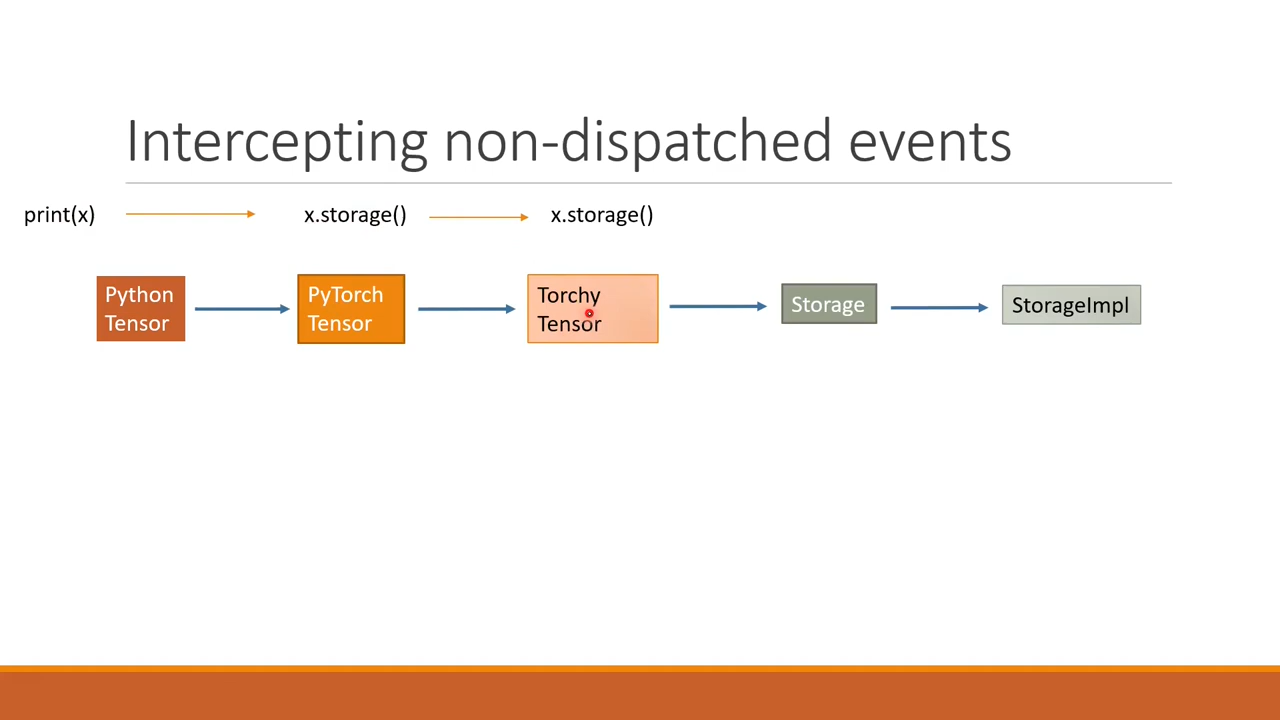 Intercepting non-dispatched events
print(x)
x.storage()
x.storage()
Python
Tensor
PyTorch
Tensor
Torchy
Tensor
Storage
StorageImpl